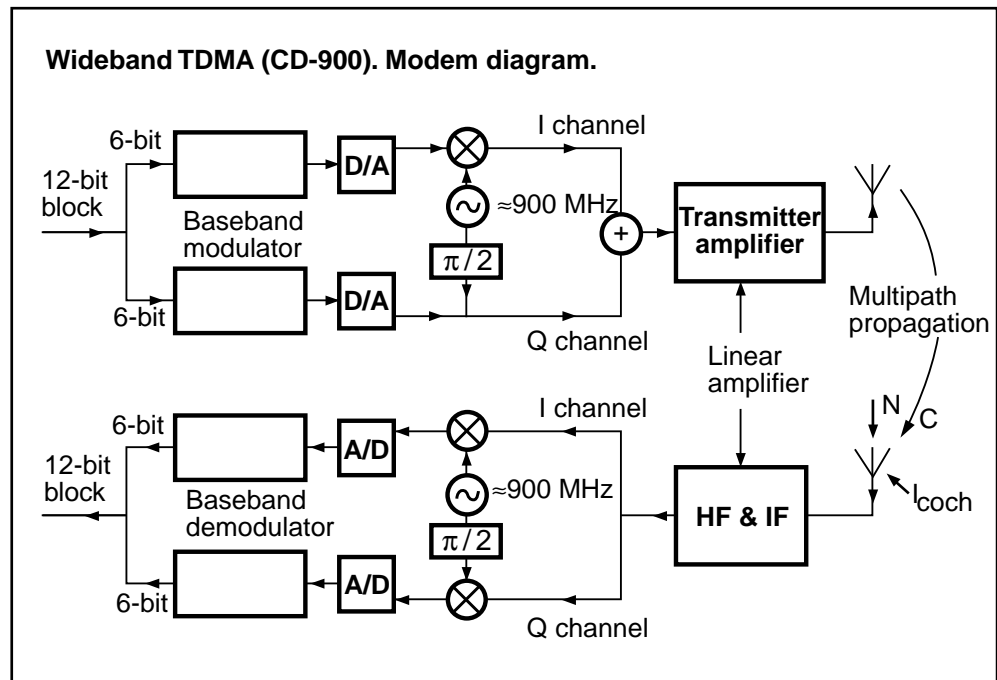 Wideband TDMA (CD-900). Modem diagram.
6-bit
12-bit
block
Baseband
modulator
6-bit
D/A
D/A
≈900 MHz
π/2
I channel
Q channel
+
Transmitter
amplifier
Multipath
propagation
Linear
amplifier
6-bit
12-bit
block
Baseband
demodulator
6-bit
A/D
A/D
≈900 MHz
π/2
I channel
Q channel
HF & IF
N
C
Icoch